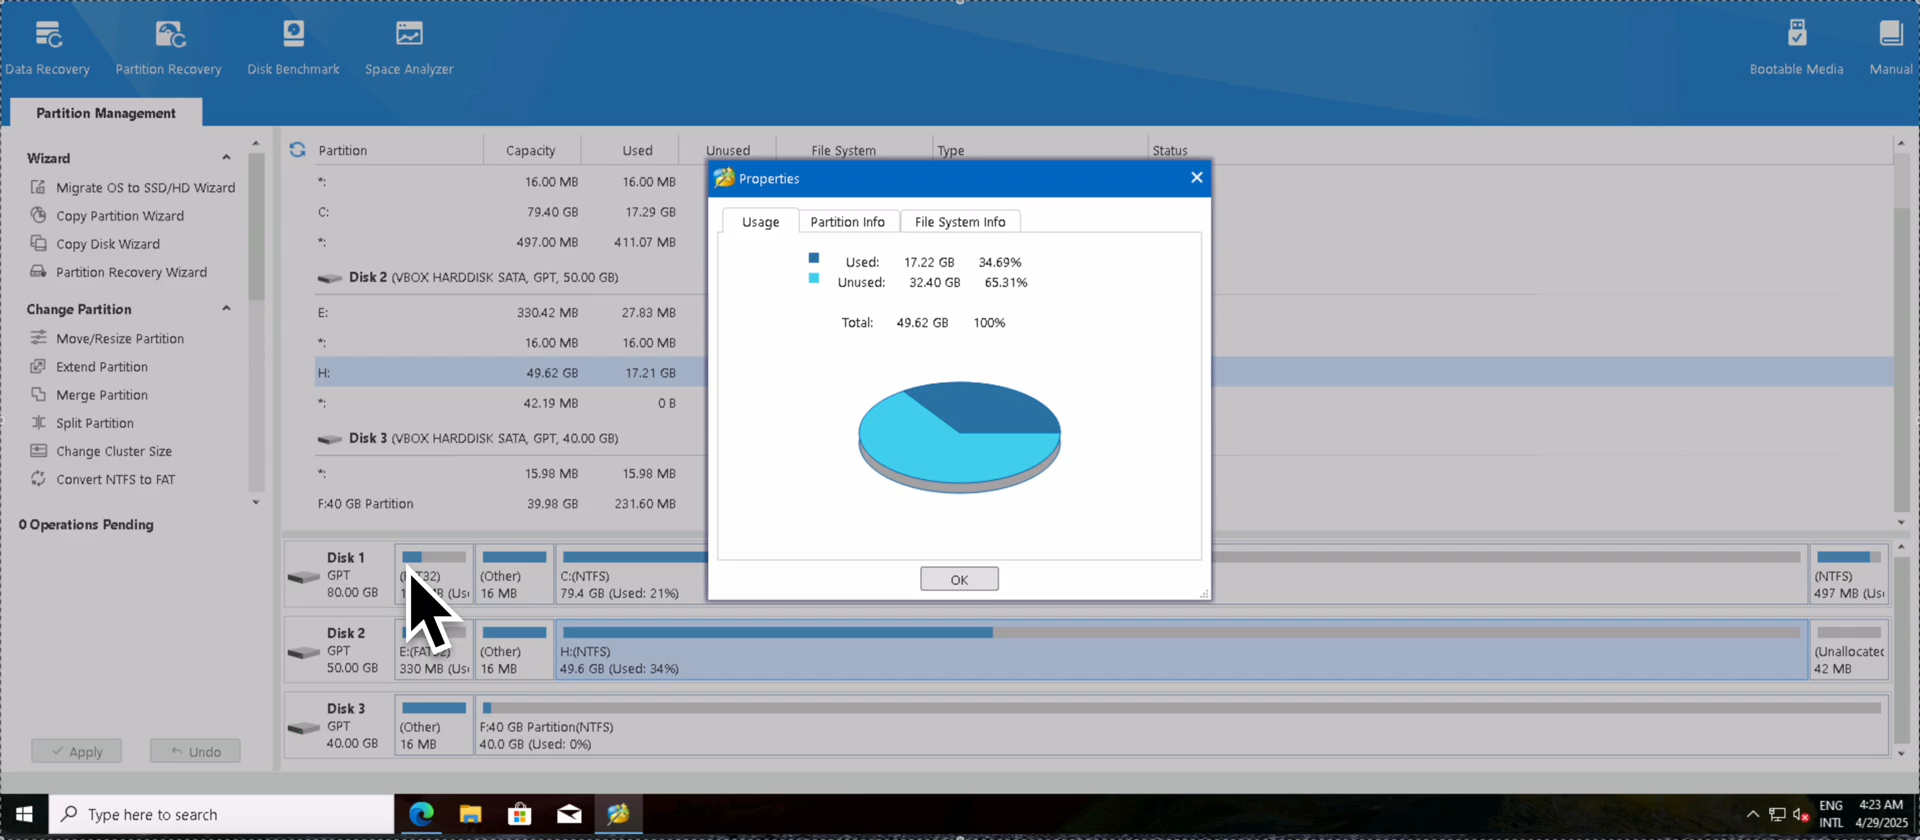 Data Recovery Partition Recovery Disk Benchmark Space Analyzer Bootable Media Manual
Partition Management
Wizard
Migrate OS to SSD/HD Wizard
Copy Partition Wizard
Copy Disk Wizard
Partition Recovery Wizard
Change Partition
Move/Resize Partition
Extend Partition
Merge Partition
Split Partition
Change Cluster Size
Convert NTFS to FAT
0 Operations Pending
Apply Undo
Partition Capacity Used Unused File System Type Status
*: 16.00 MB 16.00 MB
C: 79.40 GB 17.29 GB
*: 497.00 MB 411.07 MB
Disk 2 (VBOX HARDDISK SATA, GPT, 50.00 GB)
E: 330.42 MB 27.83 MB
*: 16.00 MB 16.00 MB
H: 49.62 GB 17.21 GB
*: 42.19 MB 0 B
Disk 3 (VBOX HARDDISK SATA, GPT, 40.00 GB)
*: 15.98 MB 15.98 MB
F:40 GB Partition 39.98 GB 231.60 MB
Properties
Usage Partition Info File System Info
Used: 17.22 GB 34.69%
Unused: 32.40 GB 65.31%
Total: 49.62 GB 100%
OK
Disk 1
GPT
80.00 GB
(Other)
16 MB
C:(NTFS)
79.4 GB (Used: 21%)
(NTFS)
497 MB (Us
Disk 2
GPT
50.00 GB
330 MB (Us
(Other)
16 MB
H:(NTFS)
49.6 GB (Used: 34%)
(Unallocated
42 MB
Disk 3
GPT
40.00 GB
(Other)
16 MB
F:40 GB Partition(NTFS)
40.0 GB (Used: 0%)
Type here to search
ENG
INTL
4:23 AM
4/29/2025